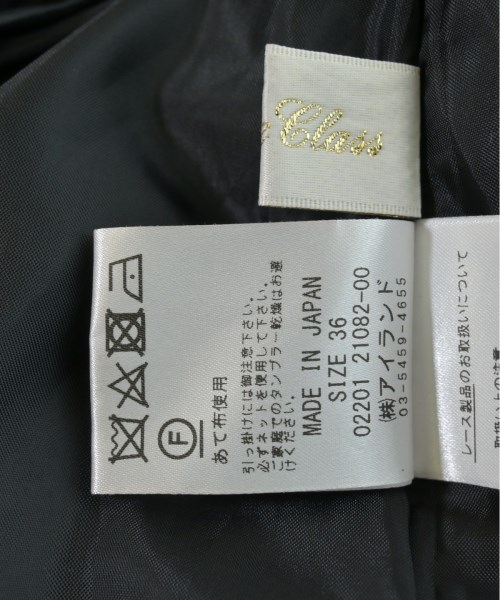 Class
F
あて布使用
引っ掛けには御注意下さい。
必ずネットを使用して下さい。
ご家庭でのタンブラー乾燥はお避
けください。
MADE IN JAPAN
SIZE 36
02201 21082-00
㈱アイランド
03-5459-4655
レース製品のお取扱いについて